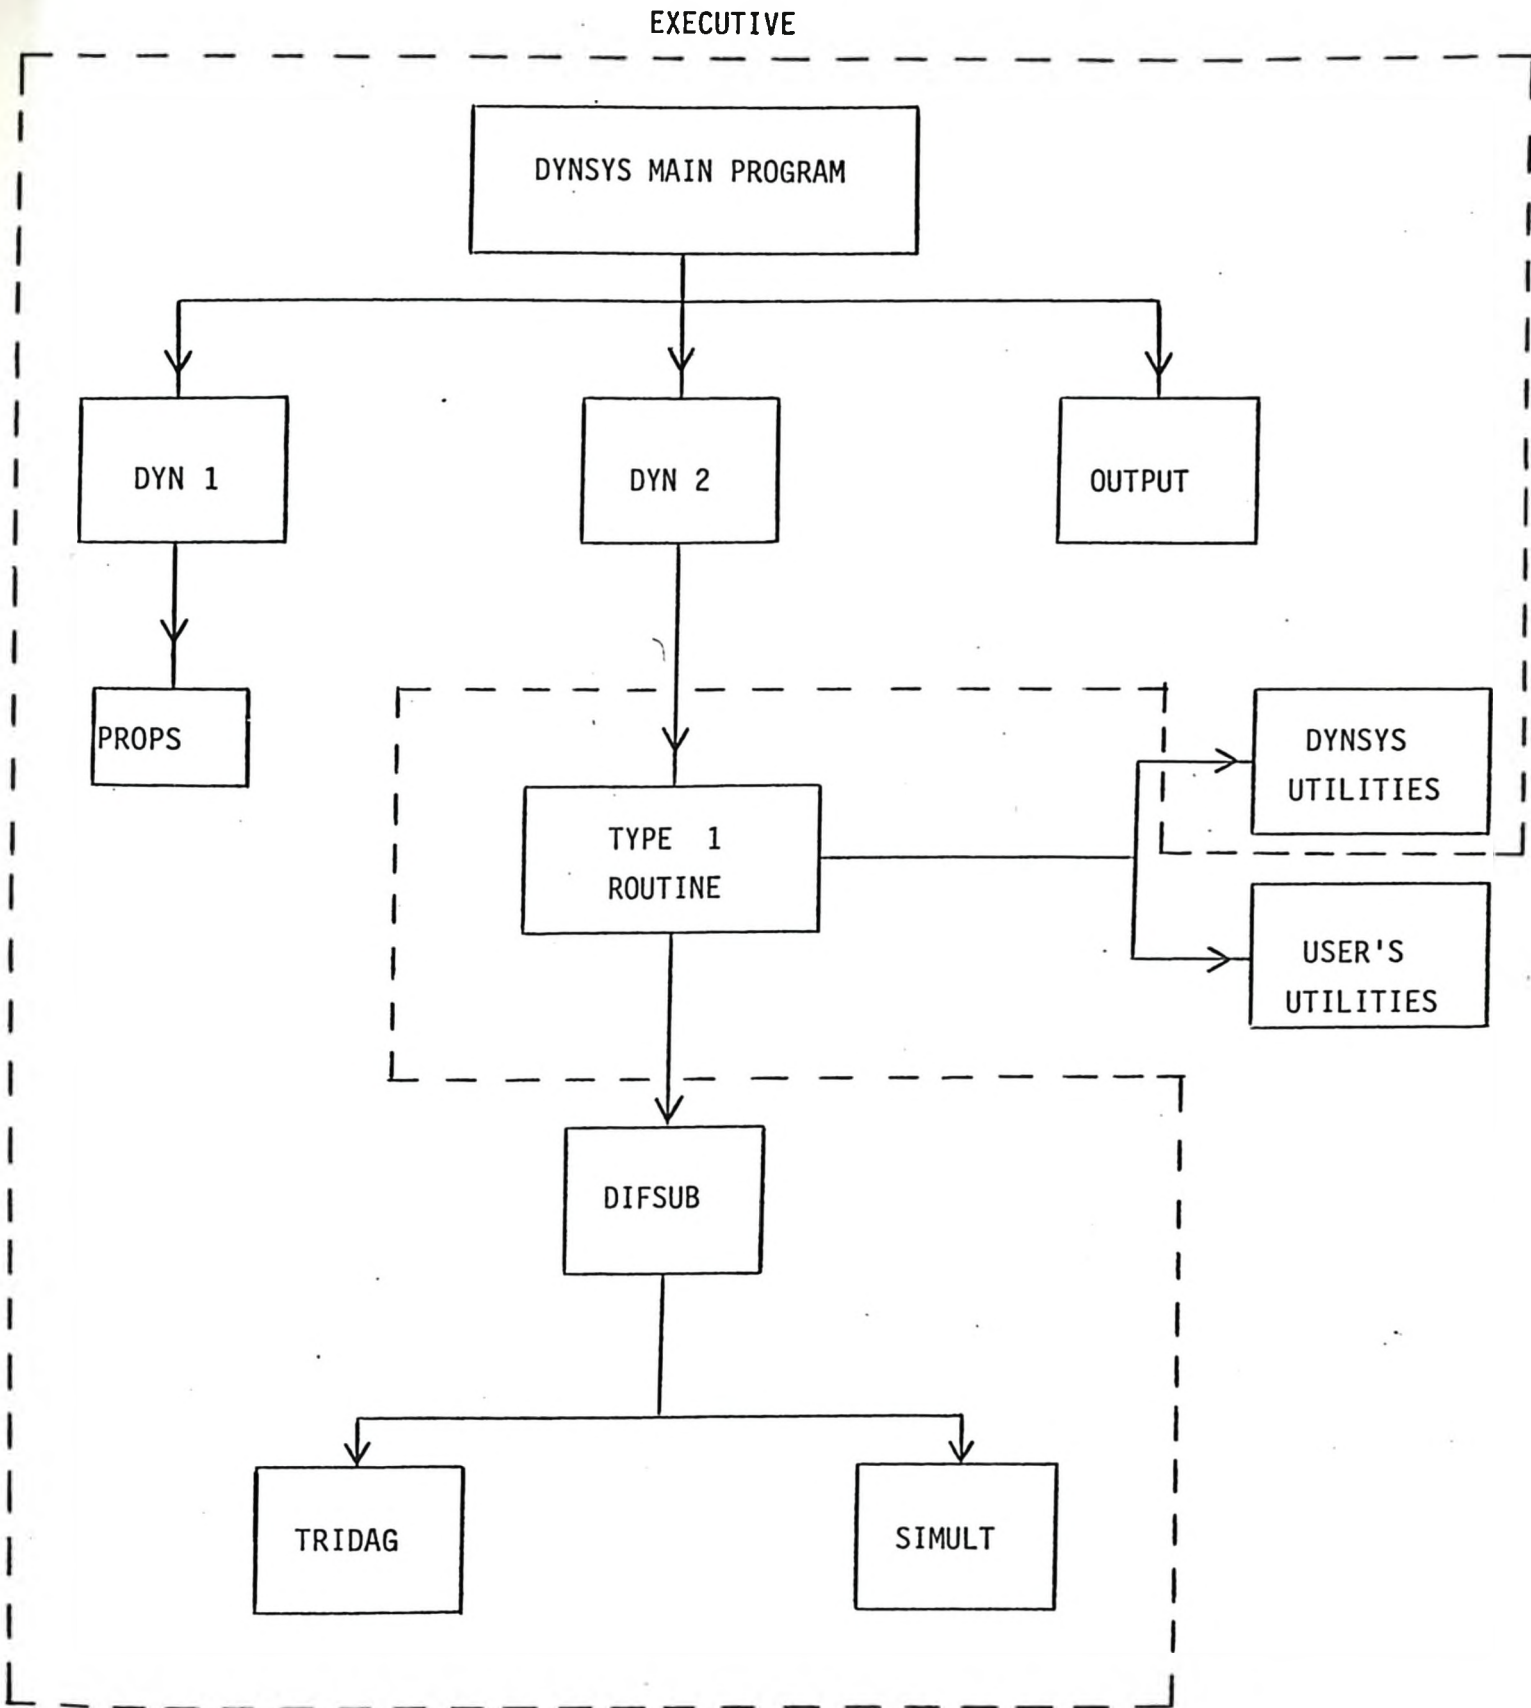 EXECUTIVE
DYNSYS MAIN PROGRAM
DYN 1
DYN 2
OUTPUT
PROPS
DYNSYS
UTILITIES
TYPE 1
ROUTINE
USER'S
UTILITIES
DIFSUB
TRIDAG
SIMULT